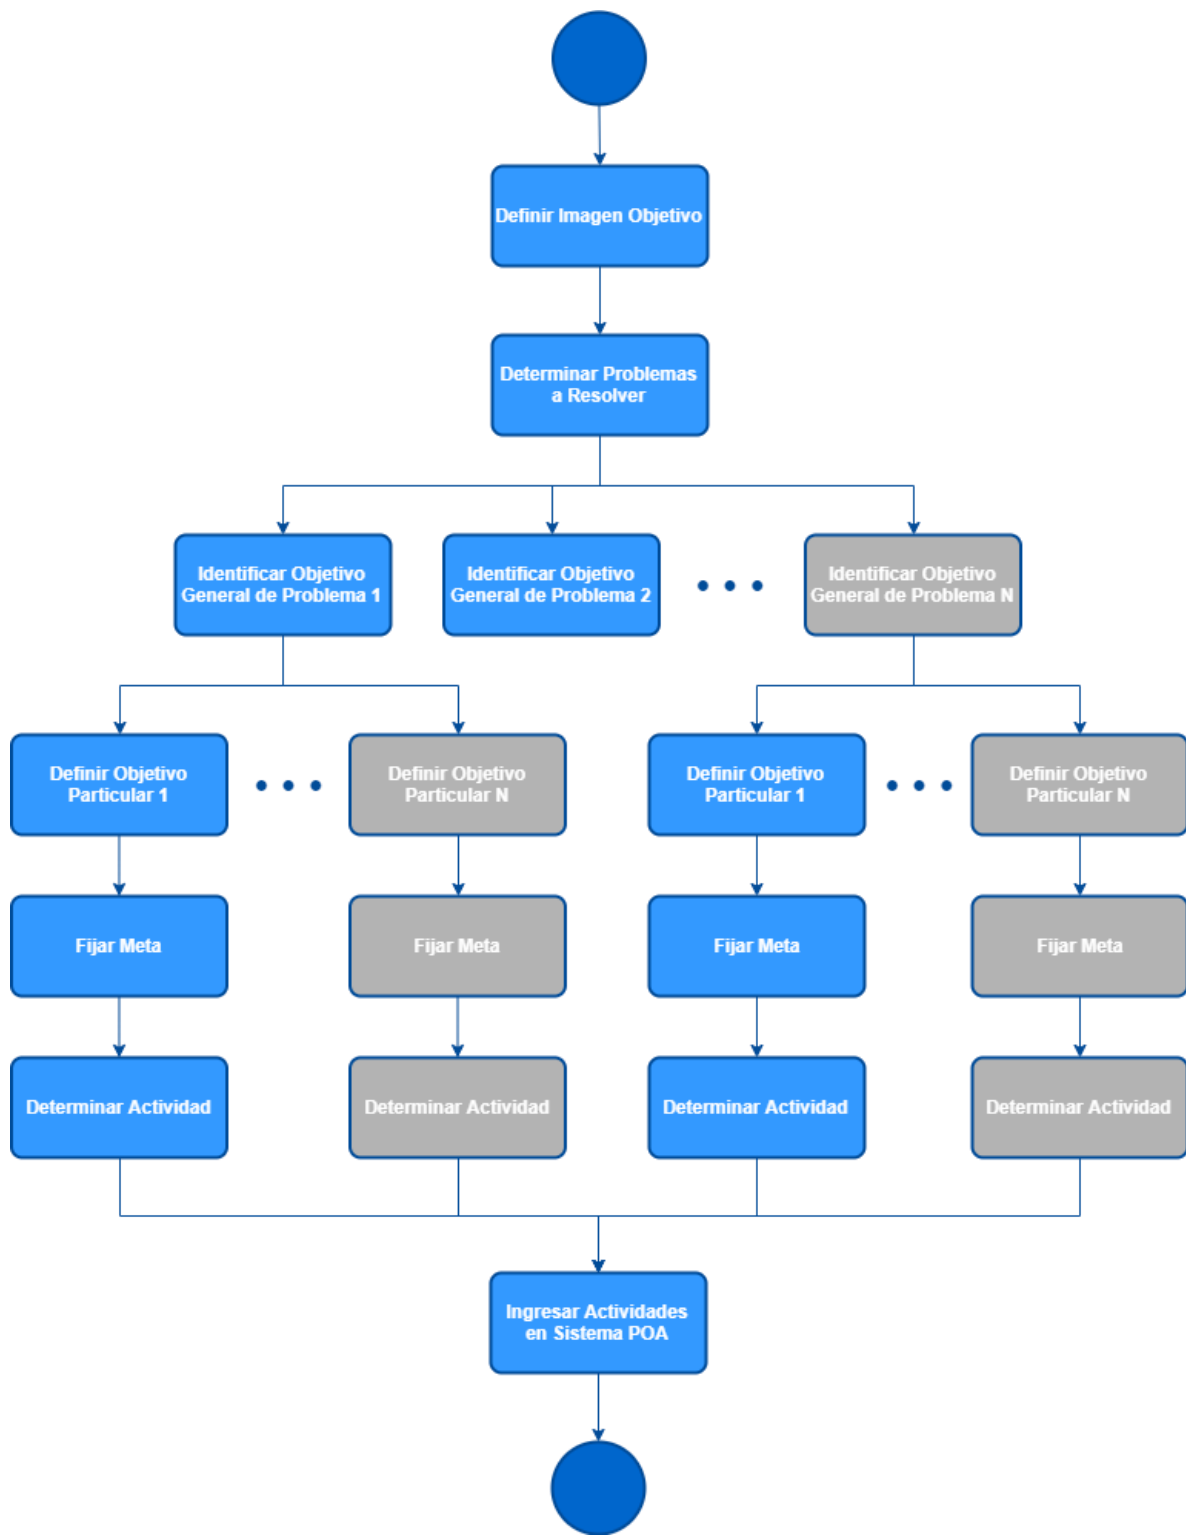 Definir Imagen Objetivo
Determinar Problemas
a Resolver
Identificar Objetivo
General de Problema 1
Identificar Objetivo
General de Problema 2
Identificar Objetivo
General de Problema N
Definir Objetivo
Particular 1
Definir Objetivo
Particular N
Definir Objetivo
Particular 1
Definir Objetivo
Particular N
Fijar Meta
Fijar Meta
Fijar Meta
Fijar Meta
Determinar Actividad
Determinar Actividad
Determinar Actividad
Determinar Actividad
Ingresar Actividades
en Sistema POA